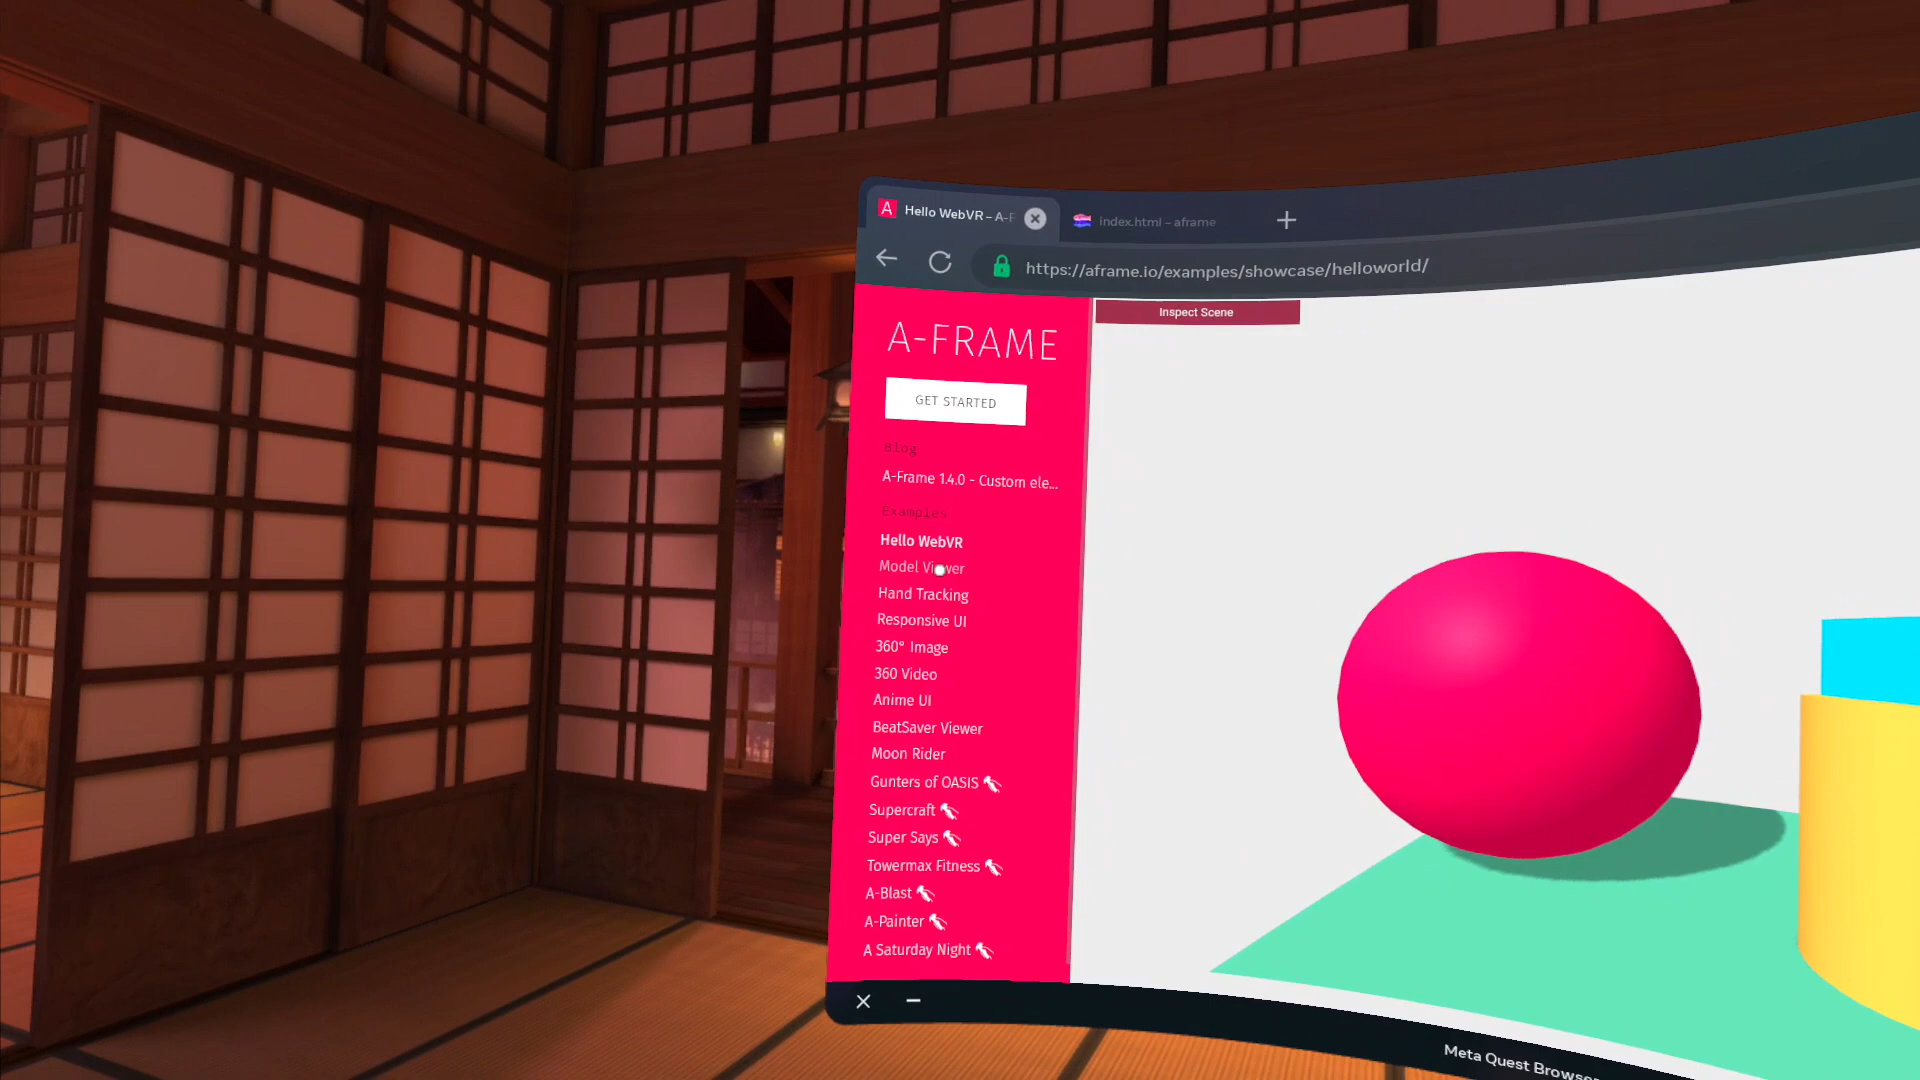 A Hello WebVR – A-F
index.html – aframe
https://aframe.io/examples/showcase/helloworld/
Inspect Scene
A-FRAME
GET STARTED
Blog
A-Frame 1.4.0 - Custom ele...
Examples
Hello WebVR
Model Viewer
Hand Tracking
Responsive UI
360° Image
360 Video
Anime UI
BeatSaver Viewer
Moon Rider
Gunters of OASIS
Supercraft
Super Says
Towermax Fitness
A-Blast
A-Painter
A Saturday Night
Meta Quest Browser